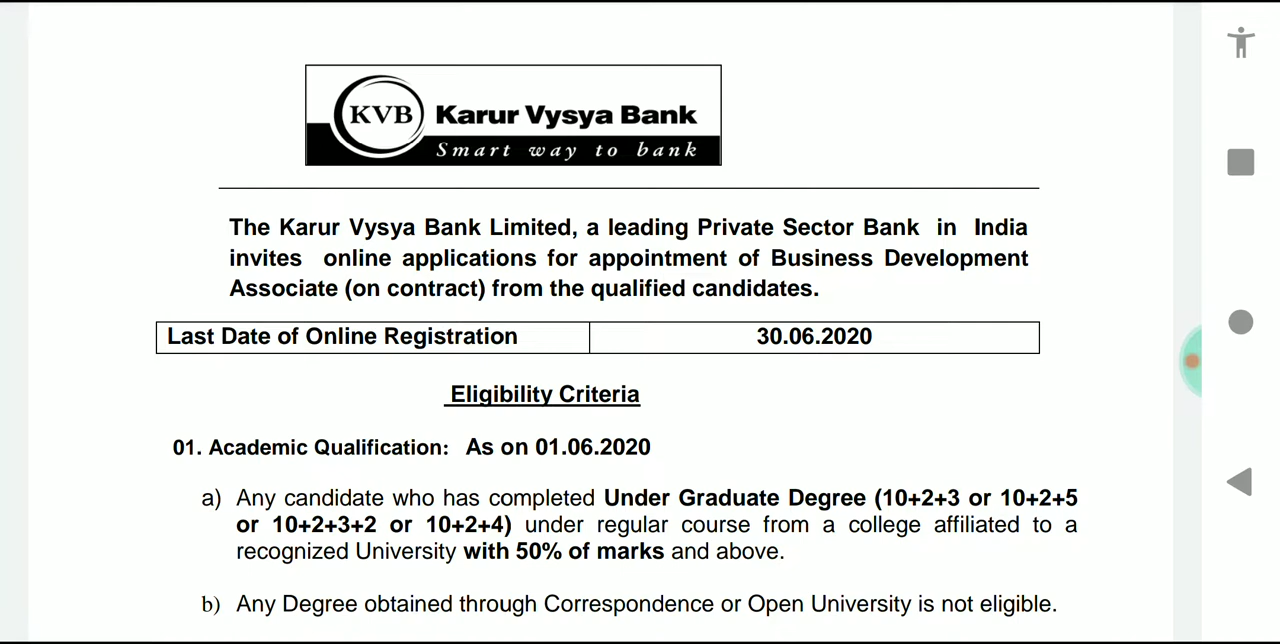 KVB Karur Vysya Bank
Smart way to bank
The Karur Vysya Bank Limited, a leading Private Sector Bank in India
invites online applications for appointment of Business Development
Associate (on contract) from the qualified candidates.
Last Date of Online Registration 30.06.2020
Eligibility Criteria
01. Academic Qualification: As on 01.06.2020
a) Any candidate who has completed Under Graduate Degree (10+2+3 or 10+2+5
or 10+2+3+2 or 10+2+4) under regular course from a college affiliated to a
recognized University with 50% of marks and above.
b) Any Degree obtained through Correspondence or Open University is not eligible.